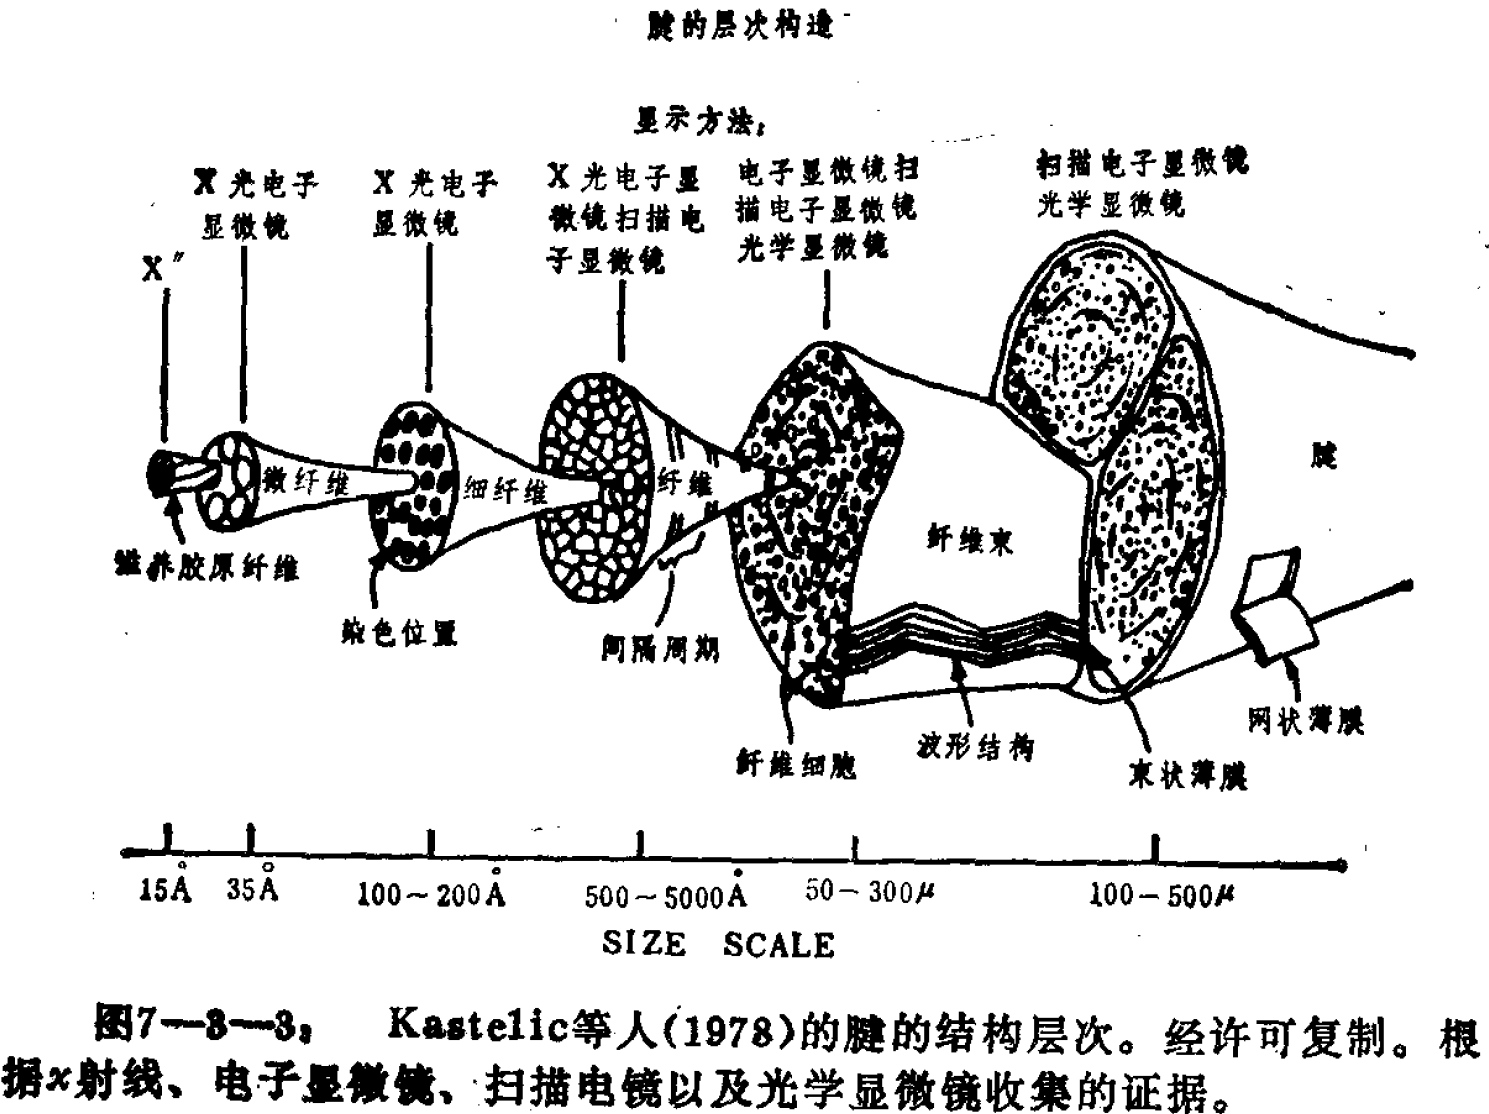 腱的层次构造
显示方法：
X光电子
显微镜
X光电子
显微镜
X光电子显
微镜扫描电
子显微镜
电子显微镜扫
描电子显微镜
光学显微镜
扫描电子显微镜
光学显微镜
X"
微纤维
细纤维
纤维
纤维束
腱
胶原纤维
染色位置
间隔周期
纤维细胞
波形结构
束状薄膜
网状薄膜
15Å
35Å
100～200Å
500～5000Å
50－300μ
100－500μ
SIZE SCALE
图7—3—3： Kastelic等人(1978)的腱的结构层次。经许可复制。根
据x射线、电子显微镜、扫描电镜以及光学显微镜收集的证据。